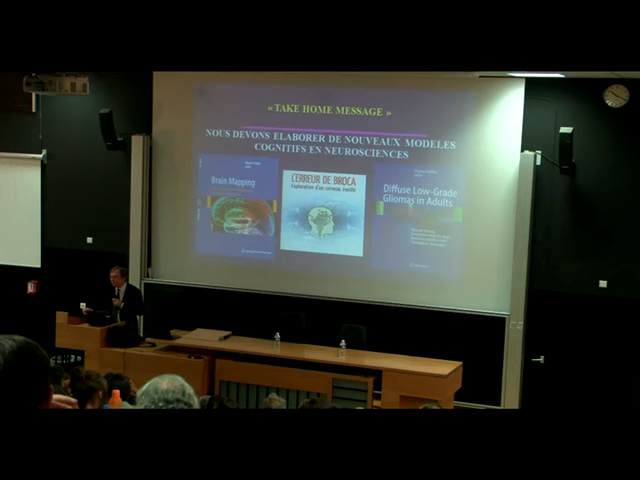 « TAKE HOME MESSAGE »
NOUS DEVONS ELABORER DE NOUVEAUX MODELES
COGNITIFS EN NEUROSCIENCES
Brain Mapping
L'ERREUR DE BROCA
Exploration d'un cerveau éveillé
Diffuse Low-Grade
Gliomas in Adults